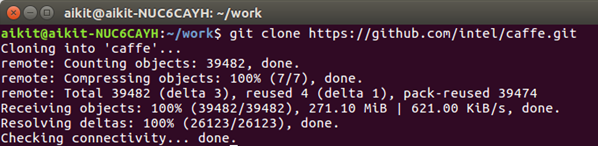 aikit@aikit-NUC6CAYH: ~/work
aikit@aikit-NUC6CAYH:~/work$ git clone https://github.com/intel/caffe.git
Cloning into 'caffe'...
remote: Counting objects: 39482, done.
remote: Compressing objects: 100% (7/7), done.
remote: Total 39482 (delta 3), reused 4 (delta 1), pack-reused 39474
Receiving objects: 100% (39482/39482), 271.10 MiB | 621.00 KiB/s, done.
Resolving deltas: 100% (26123/26123), done.
Checking connectivity... done.